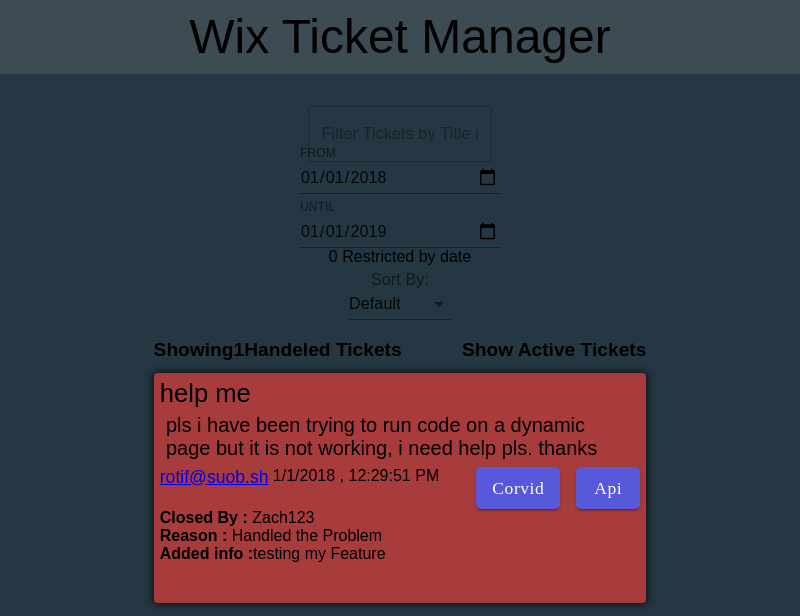 Wix Ticket Manager
Filter Tickets by Title
FROM
01/01/2018
UNTIL
01/01/2019
0 Restricted by date
Sort By:
Default
Showing1Handeled Tickets Show Active Tickets
help me
pls i have been trying to run code on a dynamic
page but it is not working, i need help pls. thanks
rotif@suob.sh 1/1/2018 , 12:29:51 PM Corvid Api
Closed By : Zach123
Reason : Handled the Problem
Added info :testing my Feature